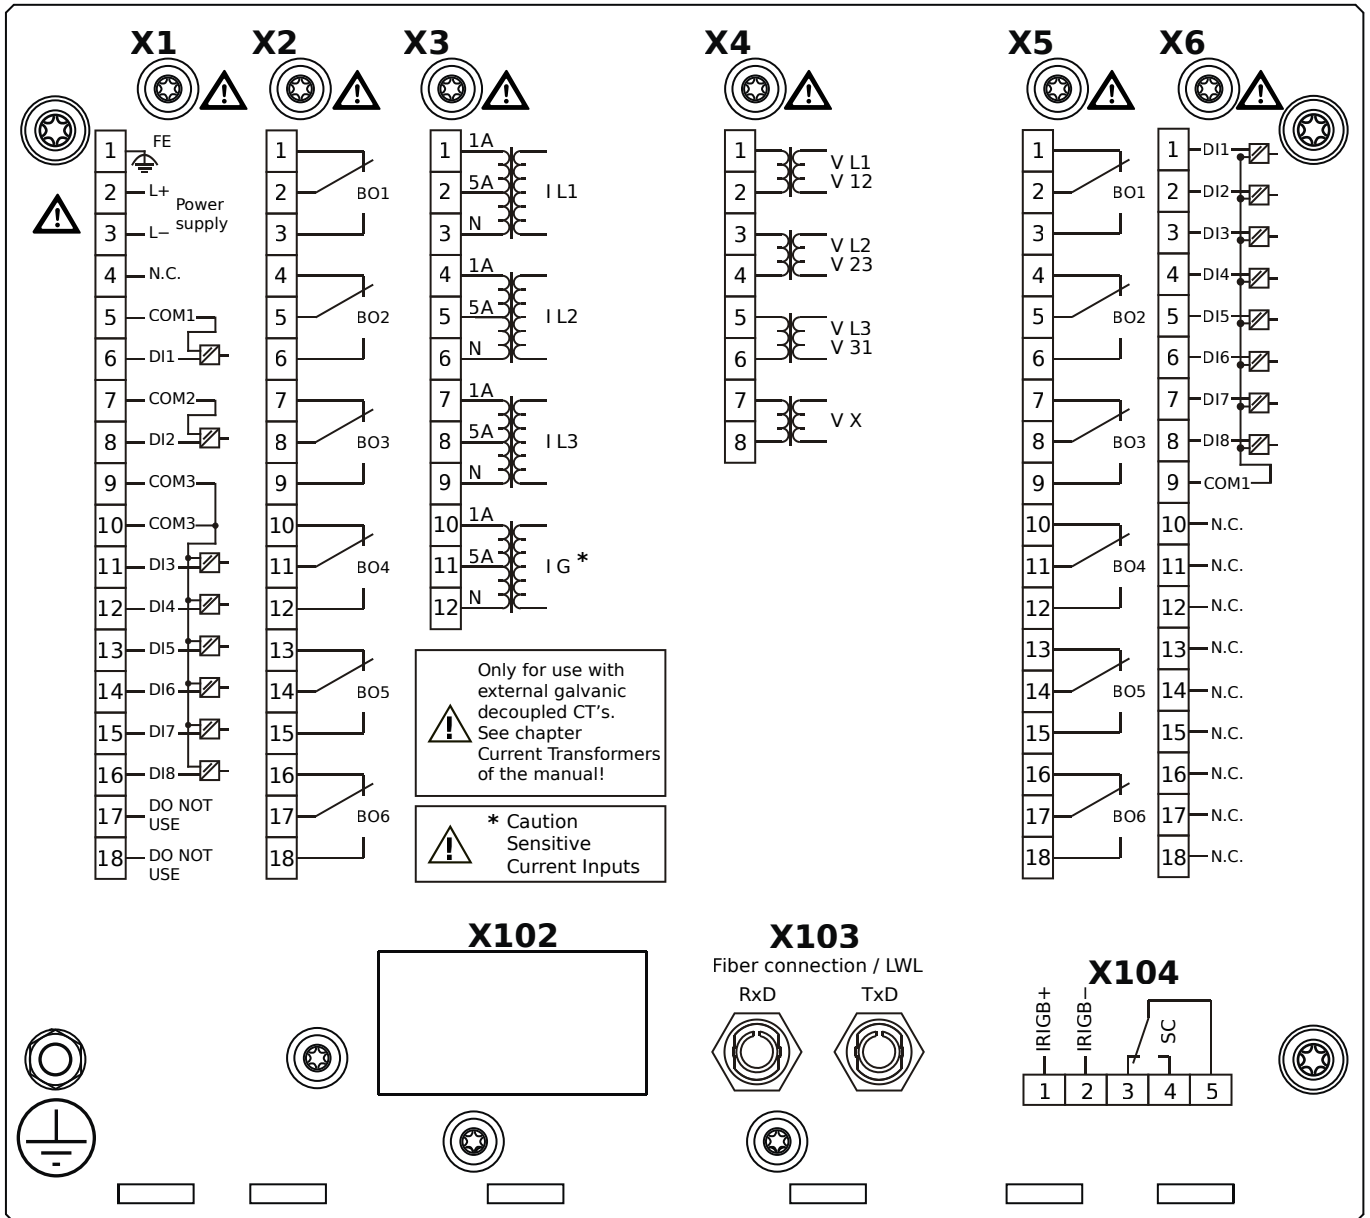 X1 X2 X3 X4 X5 X6
1 FE
2 L+
Power
supply
3 L−
4 N.C.
5 COM1
6 DI1
7 COM2
8 DI2
9 COM3
10 COM3
11 DI3
12 DI4
13 DI5
14 DI6
15 DI7
16 DI8
17 DO NOT
USE
18 DO NOT
USE
1
2 BO1
3
4
5 BO2
6
7
8 BO3
9
10
11 BO4
12
13
14 BO5
15
16
17 BO6
18
1 1A
2 5A I L1
3 N
4 1A
5 5A I L2
6 N
7 1A
8 5A I L3
9 N
10 1A
11 5A I G *
12 N
Only for use with
external galvanic
decoupled CT's.
See chapter
Current Transformers
of the manual!
* Caution
Sensitive
Current Inputs
1 V L1
2 V 12
3 V L2
4 V 23
5 V L3
6 V 31
7 V X
8
1
2 BO1
3
4
5 BO2
6
7
8 BO3
9
10
11 BO4
12
13
14 BO5
15
16
17 BO6
18
1 DI1
2 DI2
3 DI3
4 DI4
5 DI5
6 DI6
7 DI7
8 DI8
9 COM1
10 N.C.
11 N.C.
12 N.C.
13 N.C.
14 N.C.
15 N.C.
16 N.C.
17 N.C.
18 N.C.
X102
X103
Fiber connection / LWL
RxD TxD
X104
IRIGB+ IRIGB− SC
1 2 3 4 5